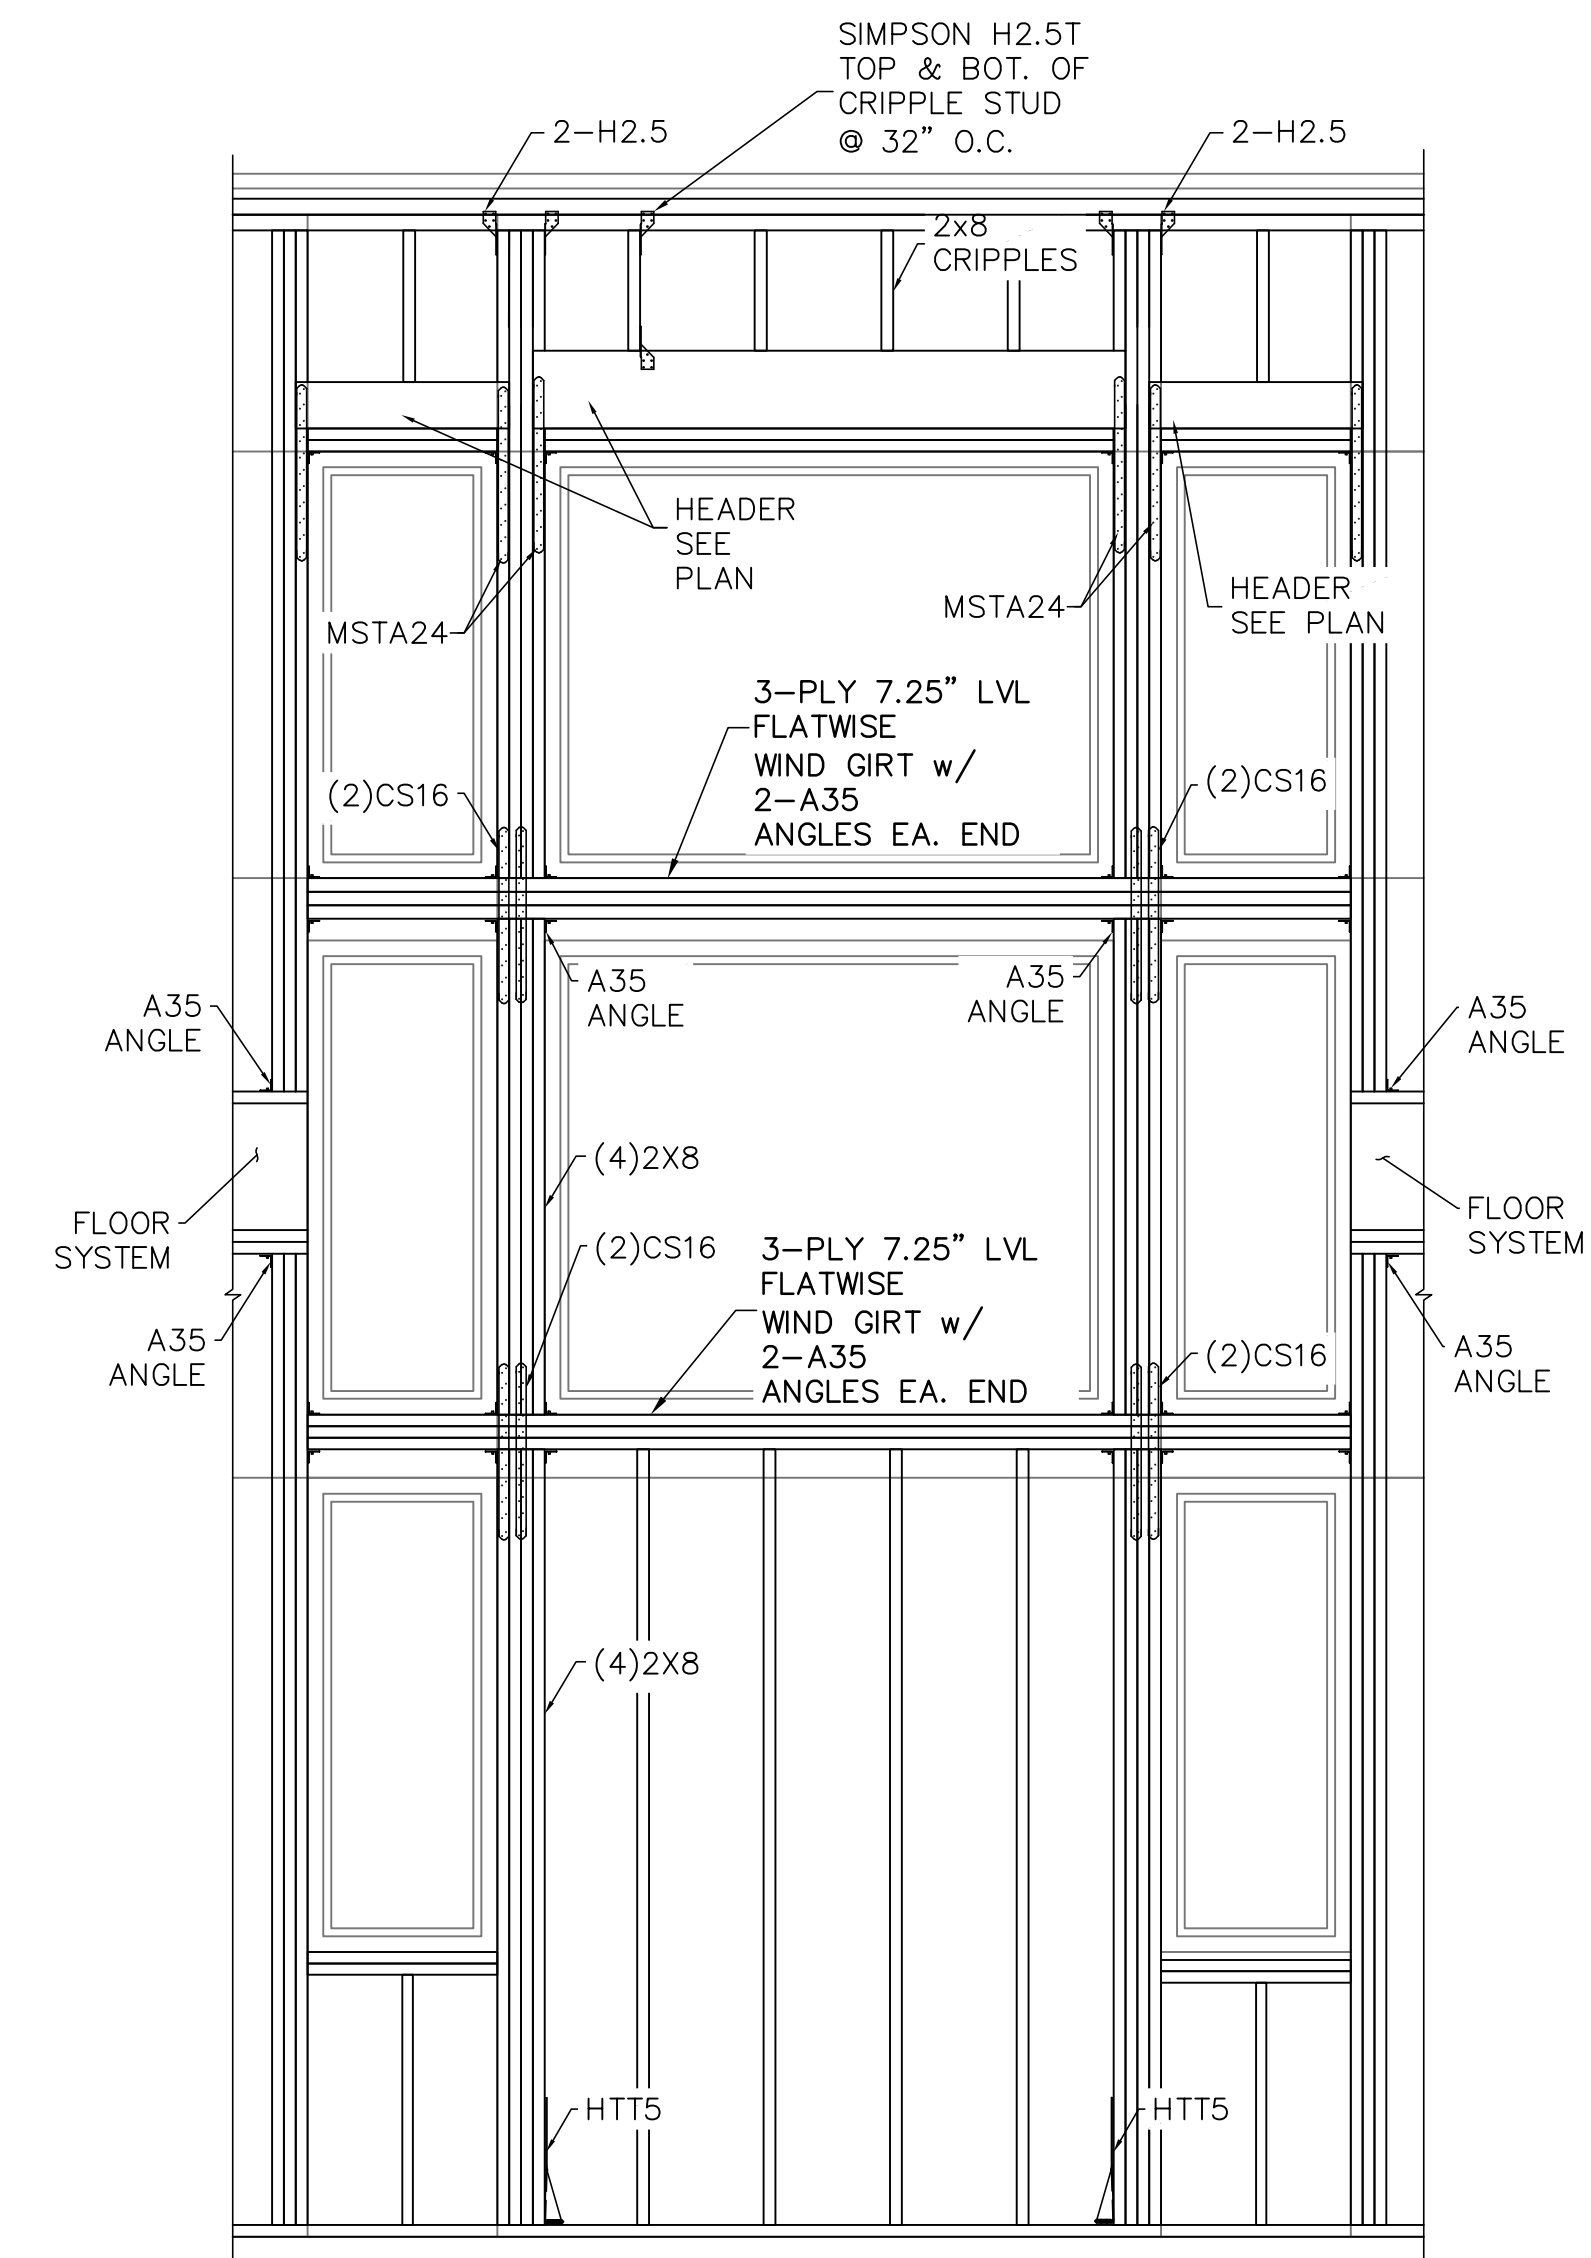 SIMPSON H2.5T
TOP & BOT. OF
CRIPPLE STUD
@ 32" O.C.
2-H2.5
2-H2.5
2x8
CRIPPLES
HEADER
SEE
PLAN
HEADER
SEE PLAN
MSTA24
MSTA24
3-PLY 7.25" LVL
FLATWISE
WIND GIRT w/
2-A35
ANGLES EA. END
(2)CS16
(2)CS16
A35
ANGLE
A35
ANGLE
A35
ANGLE
A35
ANGLE
(4)2X8
FLOOR
SYSTEM
FLOOR
SYSTEM
(2)CS16
3-PLY 7.25" LVL
FLATWISE
WIND GIRT w/
2-A35
ANGLES EA. END
A35
ANGLE
(2)CS16
A35
ANGLE
(4)2X8
HTT5
HTT5